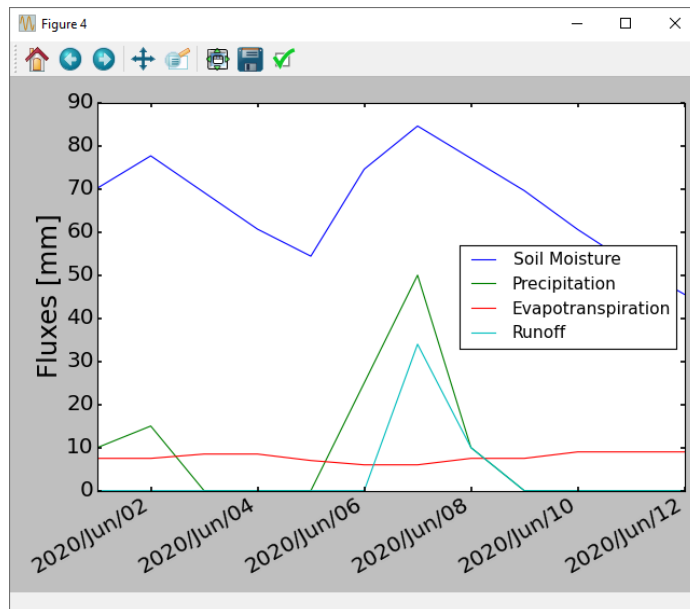 Figure 4
90
80
70
60
50
40
30
20
10
0
Fluxes [mm]
Soil Moisture
Precipitation
Evapotranspiration
Runoff
2020/Jun/02
2020/Jun/04
2020/Jun/06
2020/Jun/08
2020/Jun/10
2020/Jun/12